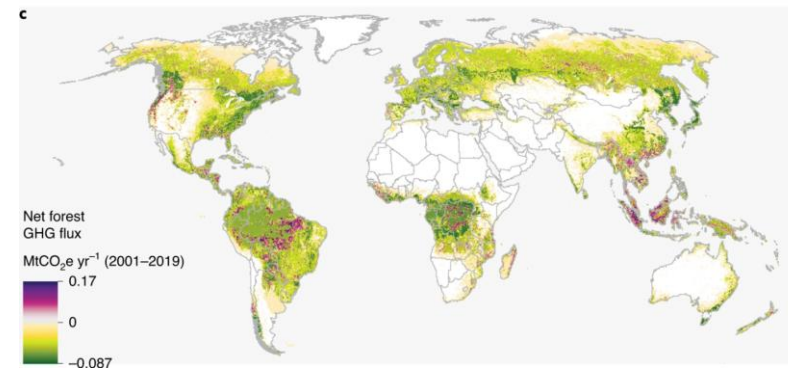 c
Net forest
GHG flux
MtCO₂e yr⁻¹ (2001–2019)
0.17
0
–0.087